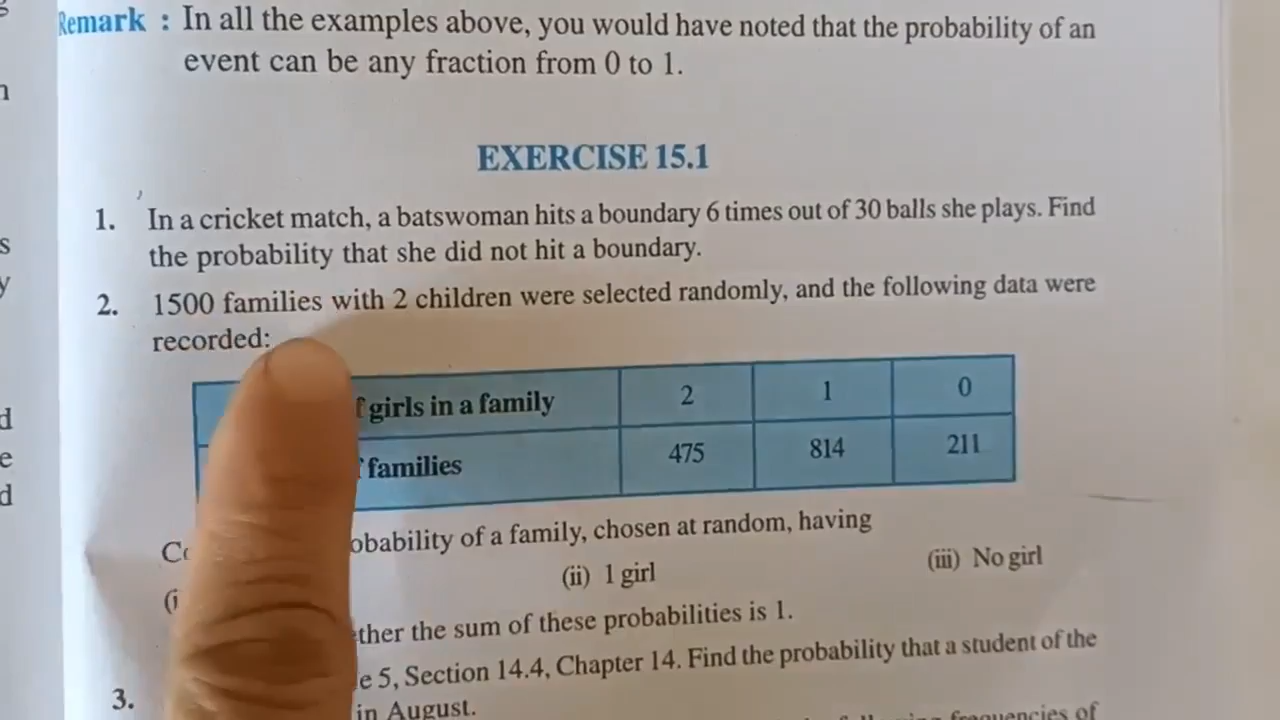 Remark : In all the examples above, you would have noted that the probability of an
event can be any fraction from 0 to 1.
EXERCISE 15.1
1. In a cricket match, a batswoman hits a boundary 6 times out of 30 balls she plays. Find
the probability that she did not hit a boundary.
2. 1500 families with 2 children were selected randomly, and the following data were
recorded:
girls in a family 2 1 0
families 475 814 211
of a family, chosen at random, having
(ii) 1 girl (iii) No girl
the sum of these probabilities is 1.
5, Section 14.4, Chapter 14. Find the probability that a student of the
3. in August.